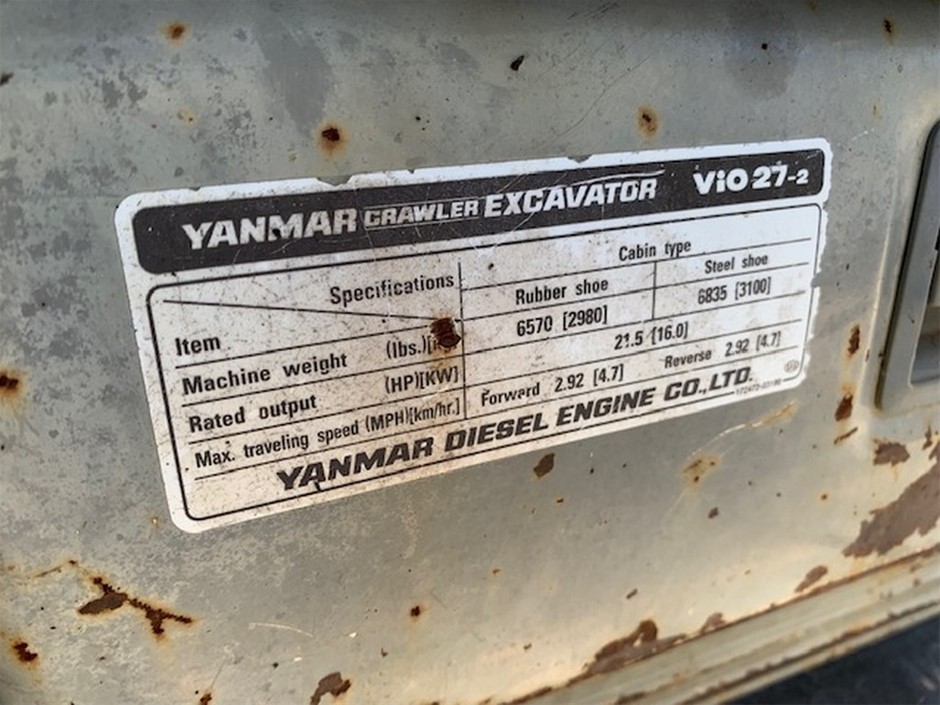 YANMAR CRAWLER EXCAVATOR ViO27-2
Specifications
Cabin type
Item
Rubber shoe
Steel shoe
Machine weight (lbs.) 6570 [2980] 6835 [3100]
Rated output (HP)[KW] 21.5 [16.0]
Max. traveling speed (MPH)[km/hr.] Forward 2.92 [4.7] Reverse 2.92 [4.7]
YANMAR DIESEL ENGINE CO.,LTD.